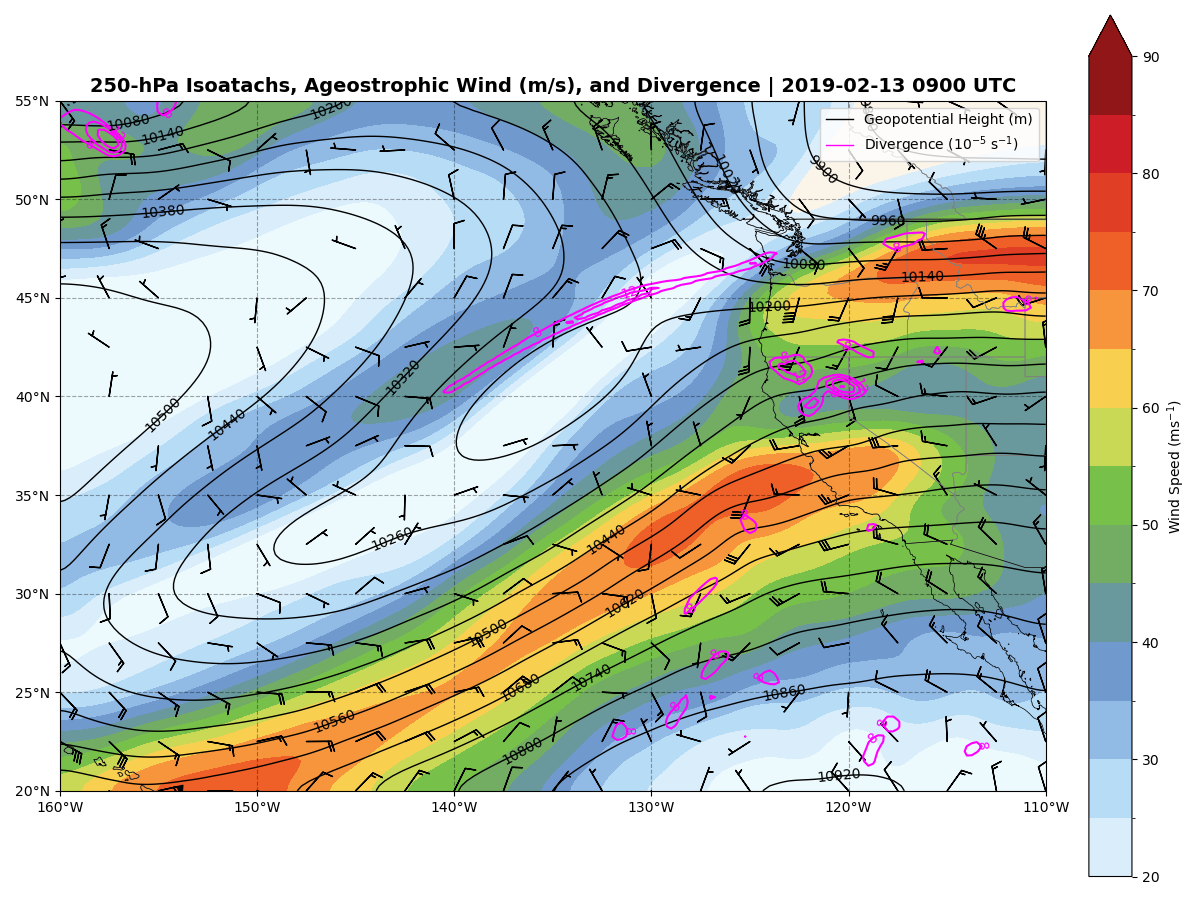 250-hPa Isoatachs, Ageostrophic Wind (m/s), and Divergence | 2019-02-13 0900 UTC
Geopotential Height (m)
Divergence (10⁻⁵ s⁻¹)
55°N
50°N
45°N
40°N
35°N
30°N
25°N
20°N
160°W
150°W
140°W
130°W
120°W
110°W
10080
10140
10200
10380
9900
9960
10080
10140
10200
10320
10500
10440
10260
10440
10620
10500
10680
10740
10560
10800
10860
10920
90
80
70
60
50
40
30
20
Wind Speed (ms⁻¹)